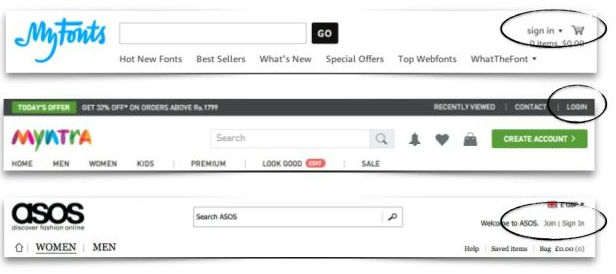 MyFonts
GO
sign in
0 items, $0.00
Hot New Fonts Best Sellers What's New Special Offers Top Webfonts WhatTheFont
TODAY'S OFFER GET 32% OFF* ON ORDERS ABOVE Rs.1799 RECENTLY VIEWED | CONTACT | LOGIN
MYNTRA Search CREATE ACCOUNT >
HOME MEN WOMEN KIDS | PREMIUM | LOOK GOOD | SALE
asos
discover fashion online
£ GBP
Search ASOS
Welcome to ASOS. Join | Sign In
WOMEN | MEN
Help | Saved items | Bag £0.00 (0)